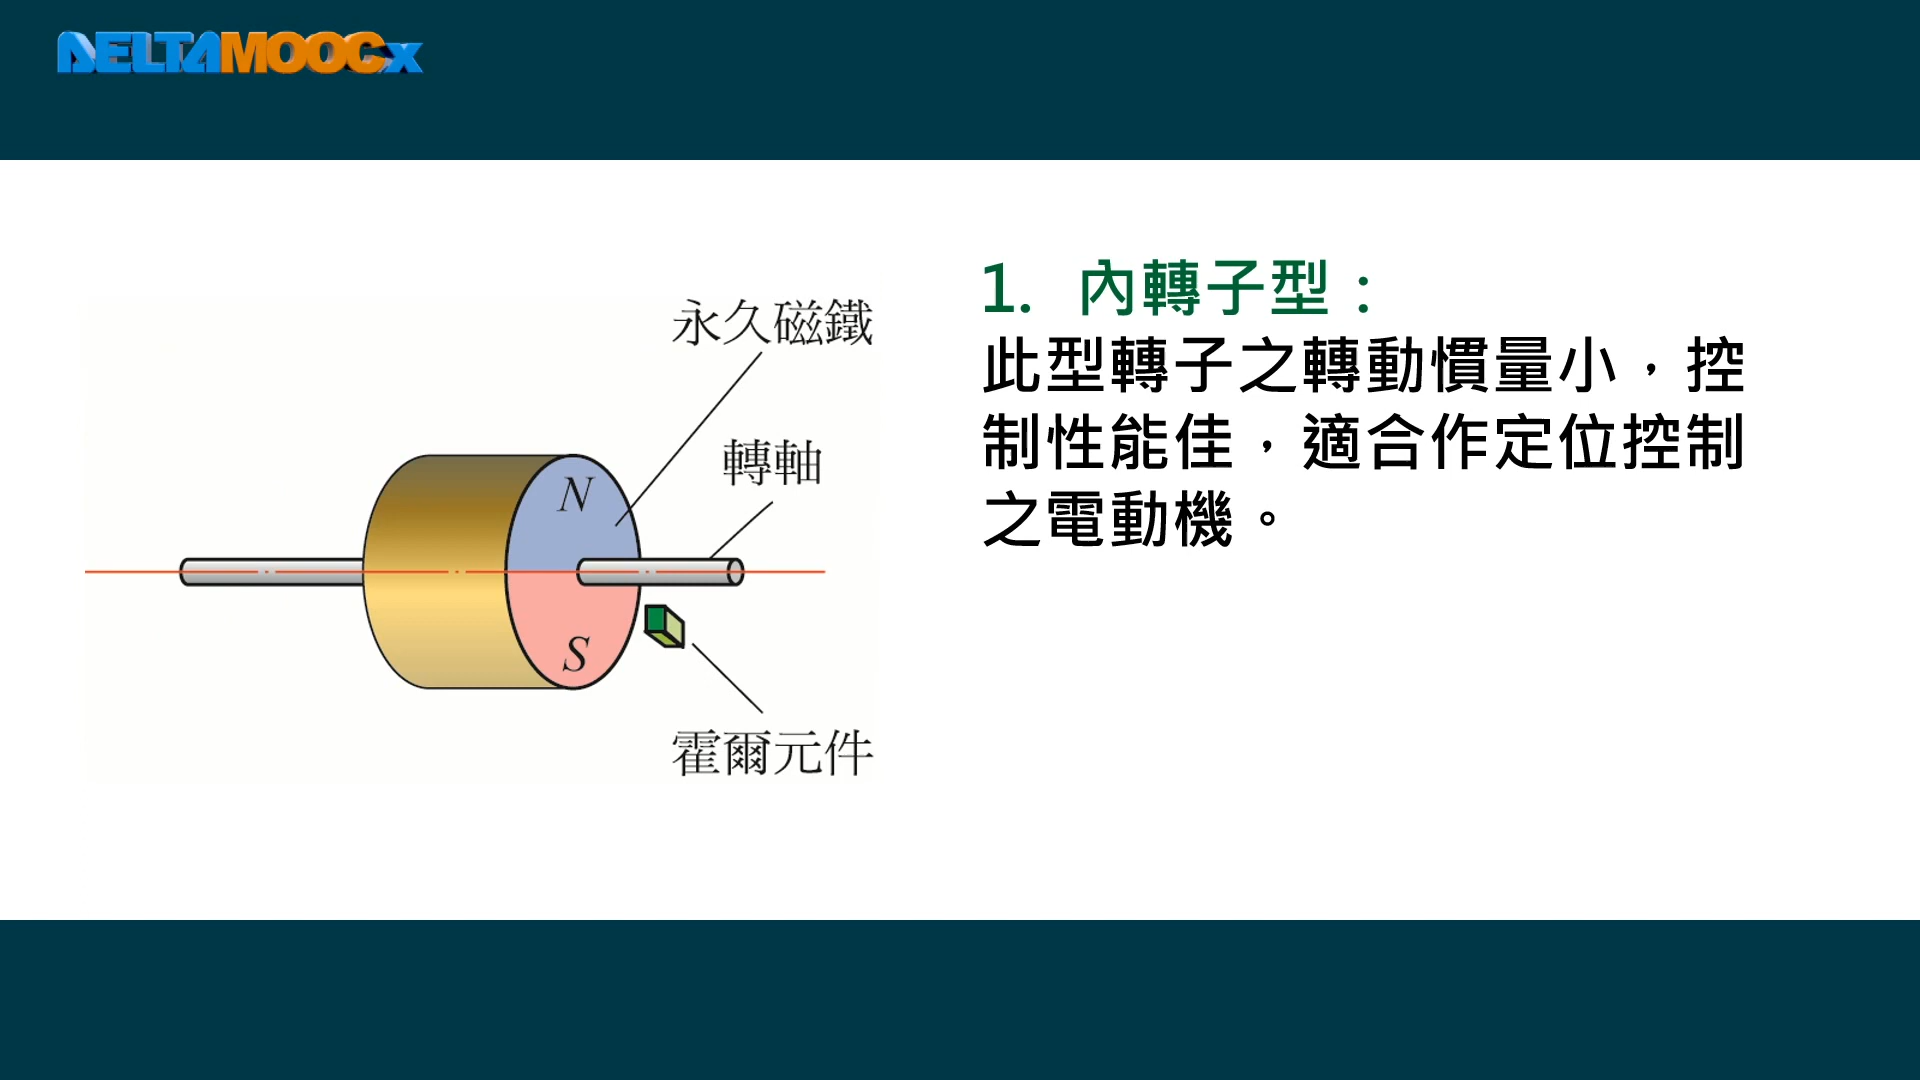 DELTAMOOCx
永久磁鐵
轉軸
N
S
霍爾元件
1. 內轉子型：
此型轉子之轉動慣量小，控
制性能佳，適合作定位控制
之電動機。